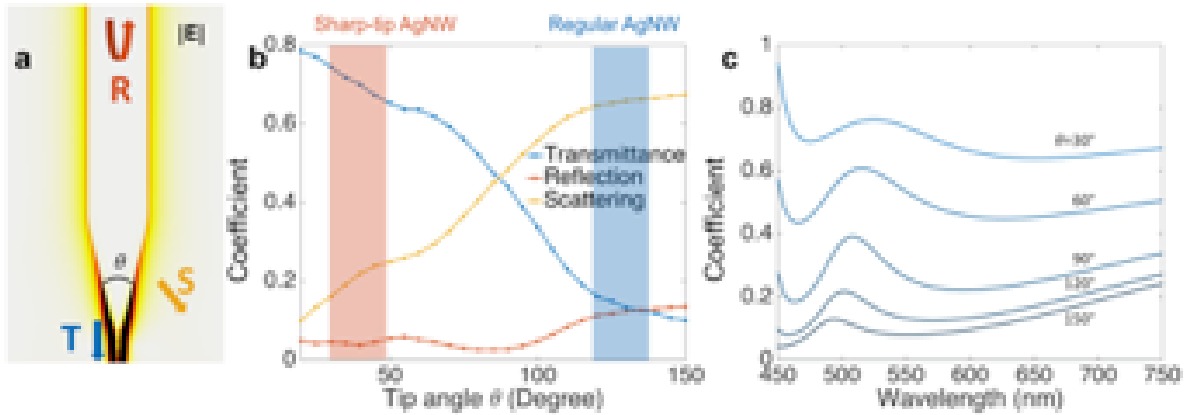 a
|E|
R
θ
S
T
b
Sharp-tip AgNW
Regular AgNW
0.8
0.6
0.4
0.2
0
Coefficient
Transmittance
Reflection
Scattering
50
100
150
Tip angle θ (Degree)
c
1
0.8
0.6
0.4
0.2
0
Coefficient
θ=30°
60°
90°
120°
150°
450
500
550
600
650
700
750
Wavelength (nm)